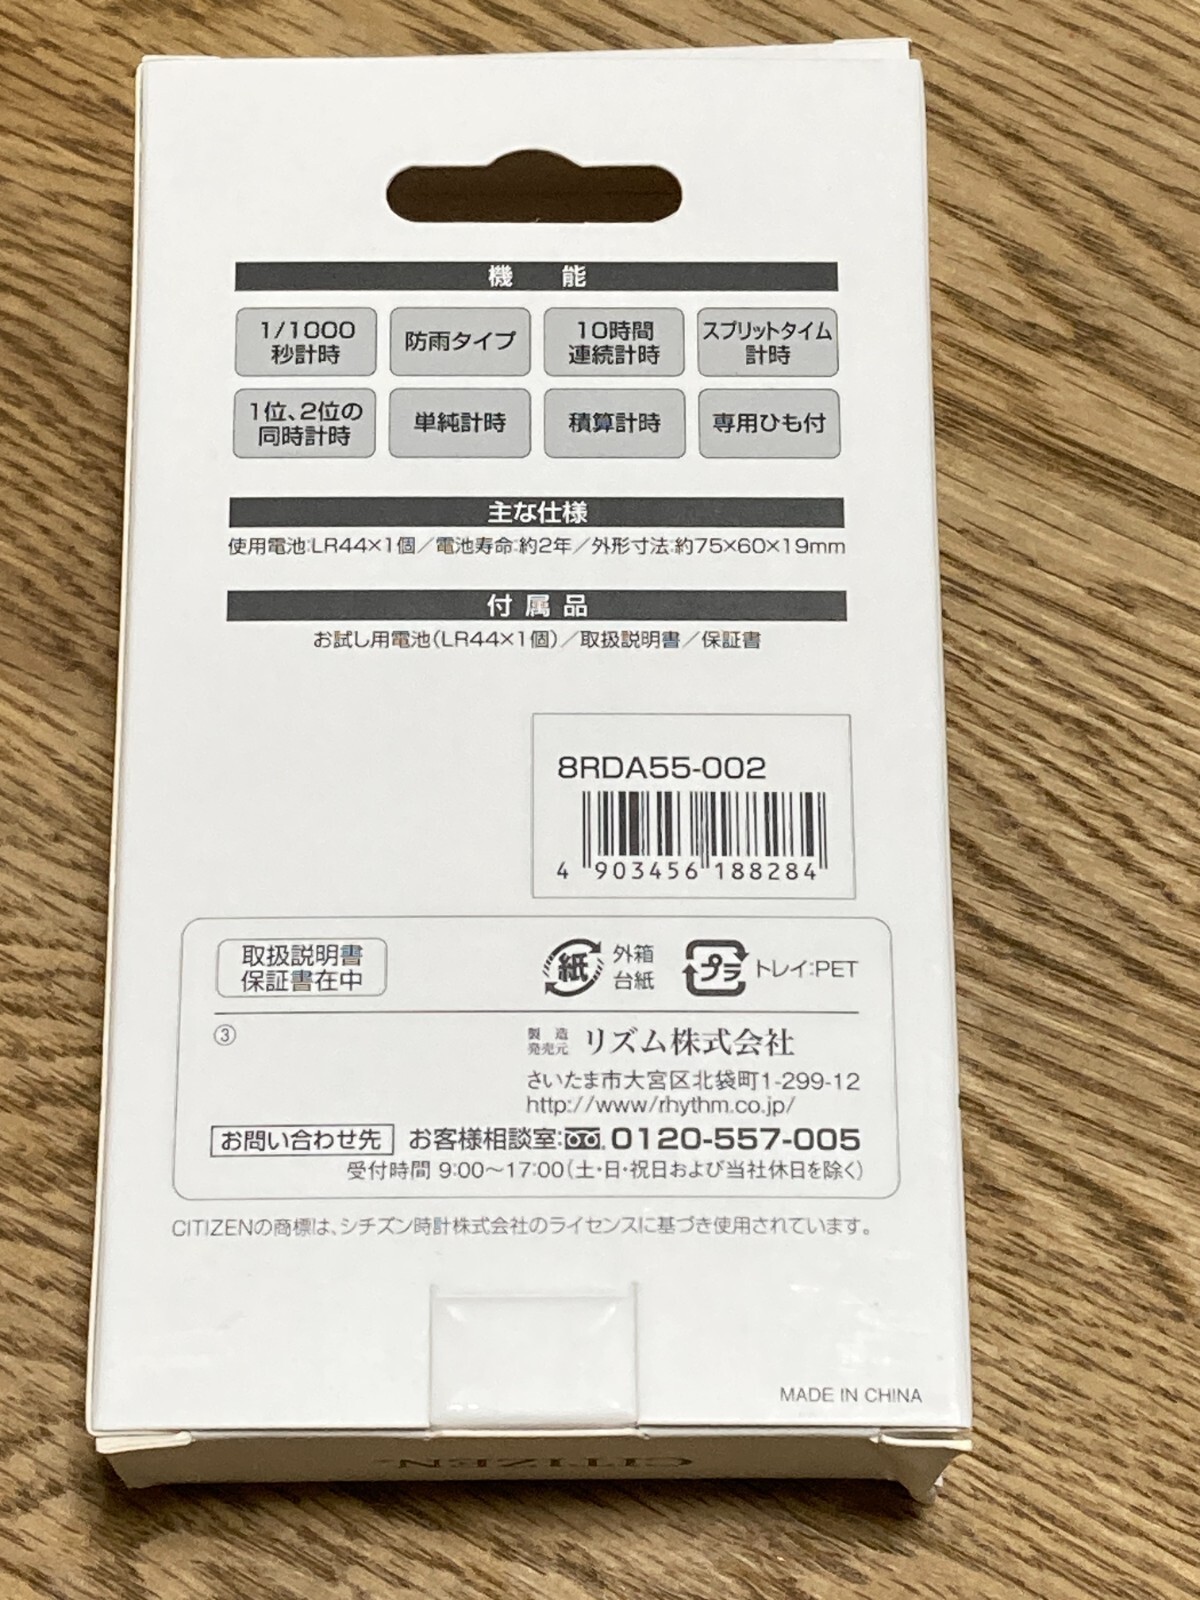 機能
1/1000
秒計時
防雨タイプ
10時間
連続計時
スプリットタイム
計時
1位、2位の
同時計時
単純計時
積算計時
専用ひも付
主な仕様
使用電池:LR44×1個／電池寿命:約2年／外形寸法:約75×60×19mm
付属品
お試し用電池(LR44×1個)／取扱説明書／保証書
8RDA55-002
4 903456 188284
取扱説明書
保証書在中
紙 外箱
台紙
プラ トレイ:PET
③
製造
発売元 リズム株式会社
さいたま市大宮区北袋町1-299-12
http://www/rhythm.co.jp/
お問い合わせ先 お客様相談室: 0120-557-005
受付時間 9:00～17:00(土・日・祝日および当社休日を除く)
CITIZENの商標は、シチズン時計株式会社のライセンスに基づき使用されています。
MADE IN CHINA
CITIZEN